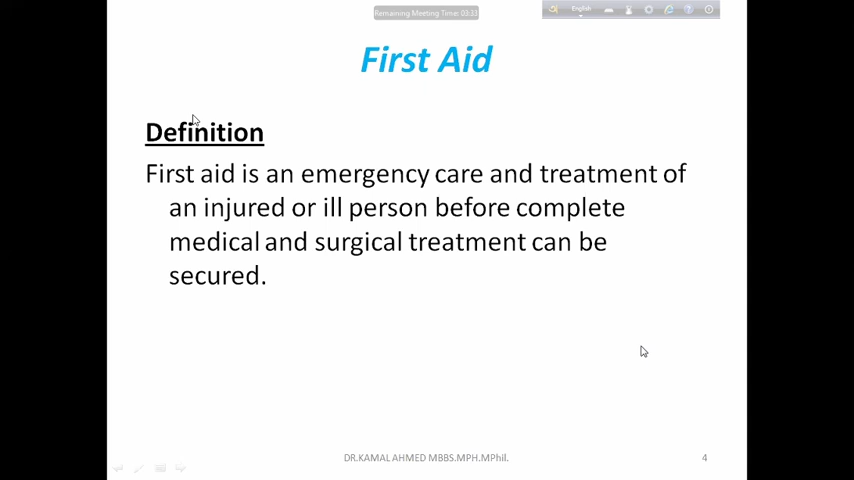 Remaining Meeting Time: 03:33
English
First Aid
Definition
First aid is an emergency care and treatment of
an injured or ill person before complete
medical and surgical treatment can be
secured.
DR.KAMAL AHMED MBBS.MPH.MPhil.
4